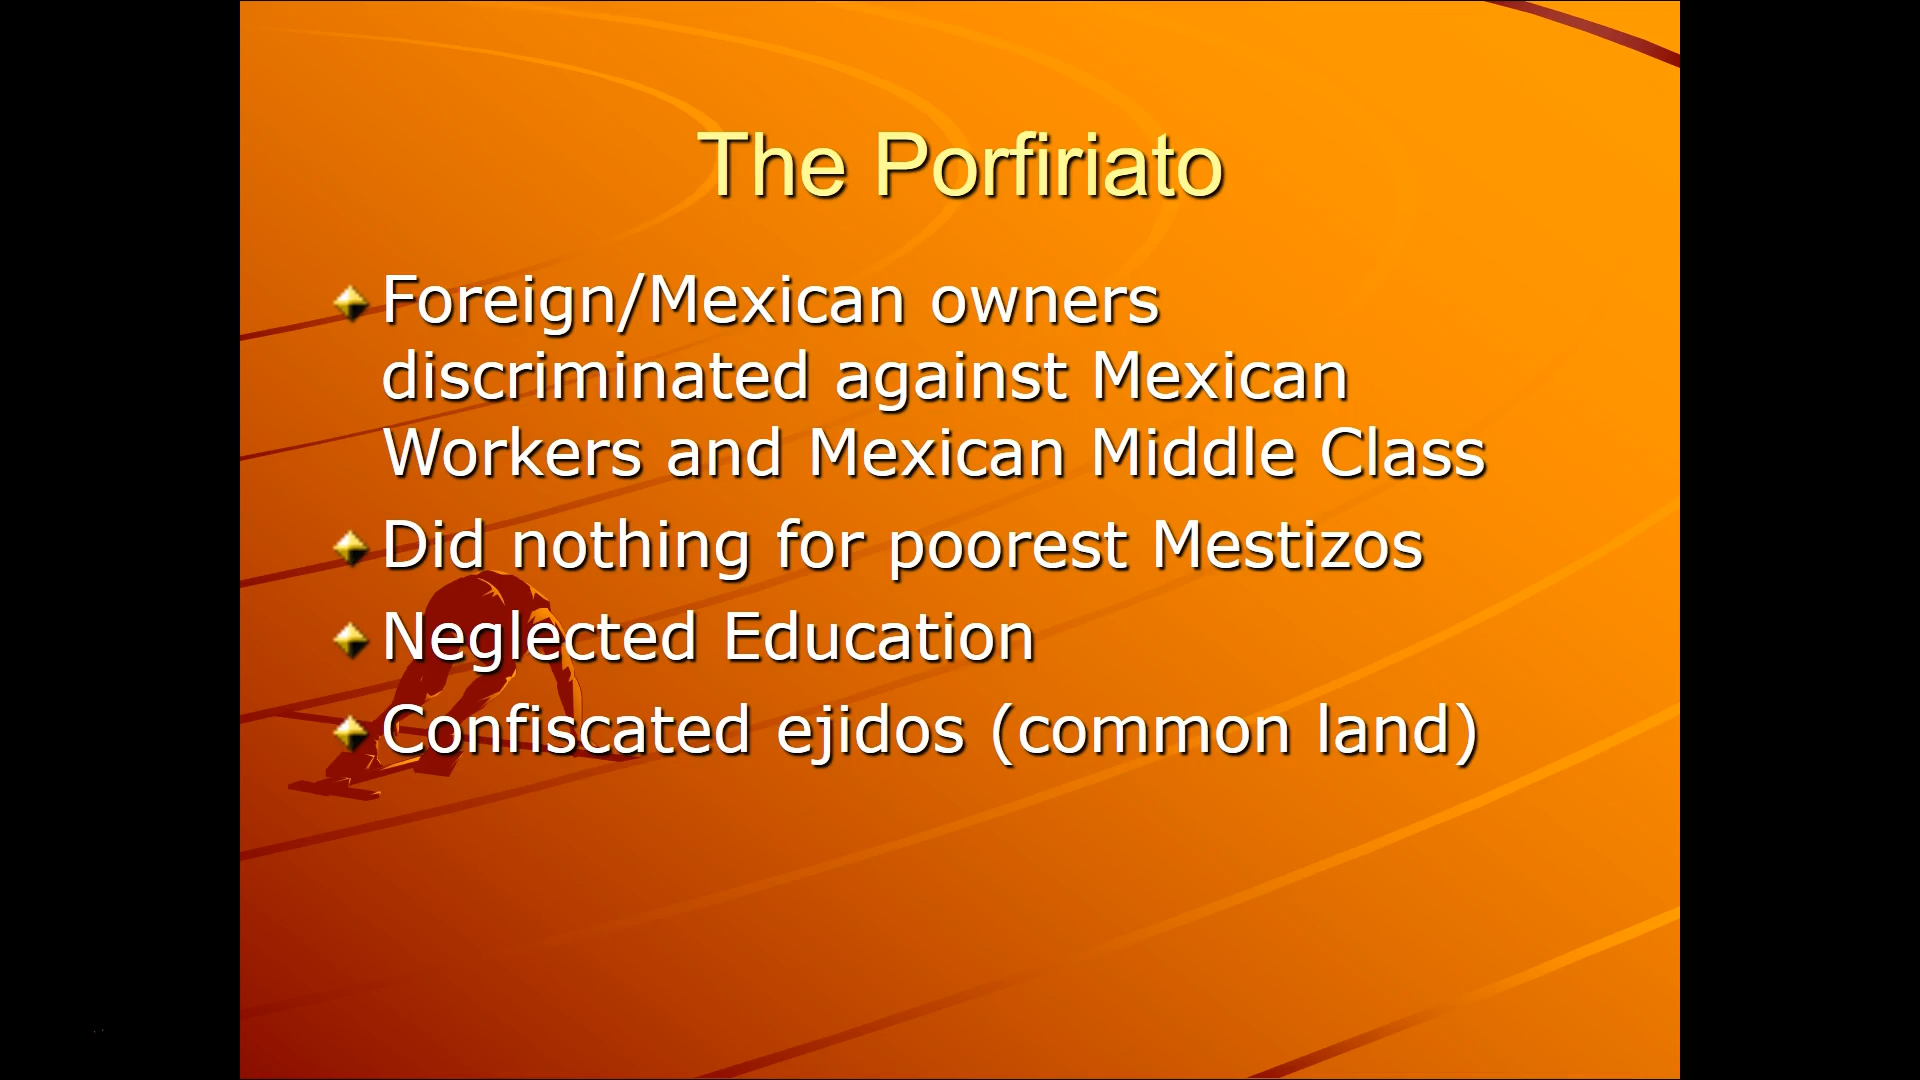 The Porfiriato
Foreign/Mexican owners
discriminated against Mexican
Workers and Mexican Middle Class
Did nothing for poorest Mestizos
Neglected Education
Confiscated ejidos (common land)